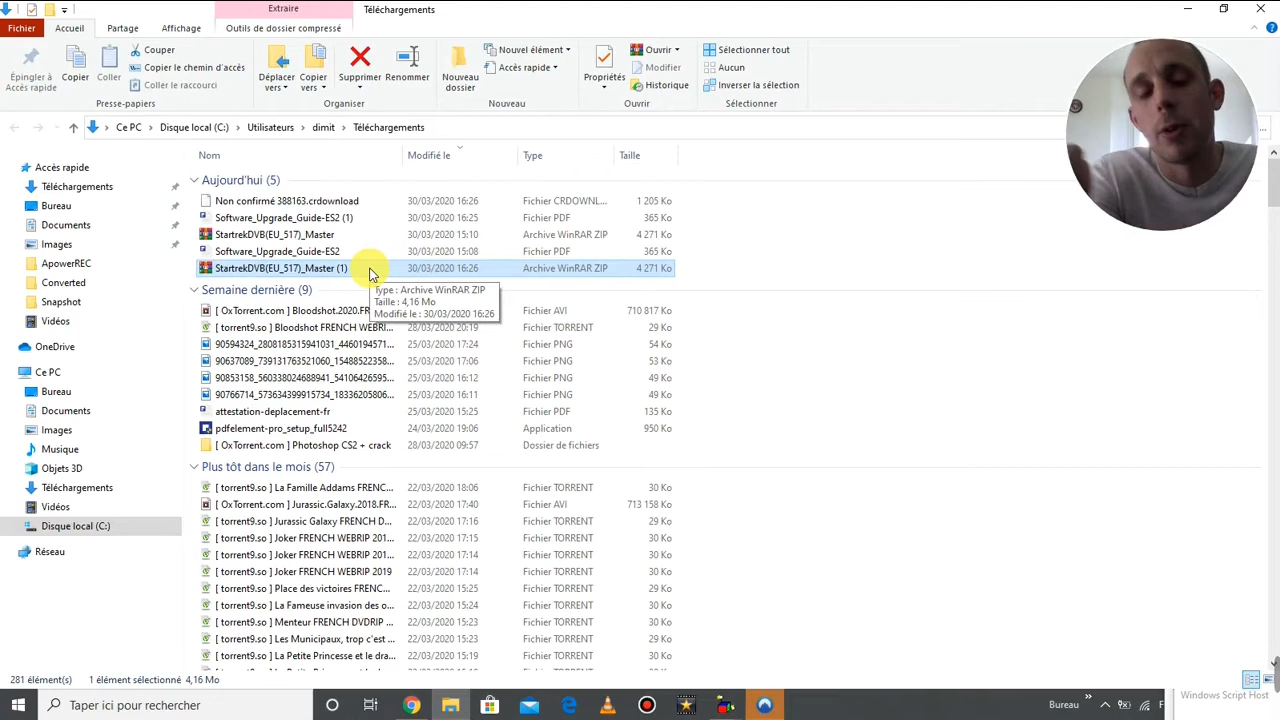 Extraire
Téléchargements
Fichier
Accueil
Partage
Affichage
Outils de dossier compressé
Épingler à Accès rapide
Copier
Coller
Couper
Copier le chemin d'accès
Coller le raccourci
Presse-papiers
Déplacer vers
Copier vers
Supprimer
Renommer
Organiser
Nouveau dossier
Nouvel élément
Accès rapide
Nouveau
Propriétés
Ouvrir
Modifier
Historique
Ouvrir
Sélectionner tout
Aucun
Inverser la sélection
Sélectionner
Ce PC > Disque local (C:) > Utilisateurs > dimit > Téléchargements
Accès rapide
Téléchargements
Bureau
Documents
Images
ApowerREC
Converted
Snapshot
Vidéos
OneDrive
Ce PC
Bureau
Documents
Images
Musique
Objets 3D
Téléchargements
Vidéos
Disque local (C:)
Réseau
Nom Modifié le Type Taille
Aujourd'hui (5)
Non confirmé 388163.crdownload 30/03/2020 16:26 Fichier CRDOWNL... 1 205 Ko
Software_Upgrade_Guide-ES2 (1) 30/03/2020 16:25 Fichier PDF 365 Ko
StartrekDVB(EU_517)_Master 30/03/2020 15:10 Archive WinRAR ZIP 4 271 Ko
Software_Upgrade_Guide-ES2 30/03/2020 15:08 Fichier PDF 365 Ko
StartrekDVB(EU_517)_Master (1) 30/03/2020 16:26 Archive WinRAR ZIP 4 271 Ko
Type : Archive WinRAR ZIP
Taille : 4,16 Mo
Modifié le : 30/03/2020 16:26
Semaine dernière (9)
[ OxTorrent.com ] Bloodshot.2020.F Fichier AVI 710 817 Ko
[ torrent9.so ] Bloodshot FRENCH WEBRI... 28/03/2020 20:19 Fichier TORRENT 29 Ko
90594324_2808185315941031_4460194571... 25/03/2020 17:24 Fichier PNG 54 Ko
90637089_739131763521060_15488522358... 25/03/2020 17:06 Fichier PNG 53 Ko
90853158_560338024688941_54106426595... 25/03/2020 16:12 Fichier PNG 49 Ko
90766714_573634399915734_18336205806... 25/03/2020 16:11 Fichier PNG 49 Ko
attestation-deplacement-fr 25/03/2020 15:25 Fichier PDF 135 Ko
pdfelement-pro_setup_full5242 24/03/2020 19:06 Application 950 Ko
[ OxTorrent.com ] Photoshop CS2 + crack 28/03/2020 09:57 Dossier de fichiers
Plus tôt dans le mois (57)
[ torrent9.so ] La Famille Addams FRENC... 22/03/2020 18:06 Fichier TORRENT 30 Ko
[ OxTorrent.com ] Jurassic.Galaxy.2018.FR... 22/03/2020 17:40 Fichier AVI 713 158 Ko
[ torrent9.so ] Jurassic Galaxy FRENCH D... 22/03/2020 17:16 Fichier TORRENT 29 Ko
[ torrent9.so ] Joker FRENCH WEBRIP 201... 22/03/2020 17:15 Fichier TORRENT 30 Ko
[ torrent9.so ] Joker FRENCH WEBRIP 201... 22/03/2020 17:14 Fichier TORRENT 30 Ko
[ torrent9.so ] Joker FRENCH WEBRIP 2019 22/03/2020 17:14 Fichier TORRENT 30 Ko
[ torrent9.so ] Place des victoires FRENC... 22/03/2020 15:25 Fichier TORRENT 29 Ko
[ torrent9.so ] La Fameuse invasion des o... 22/03/2020 15:24 Fichier TORRENT 30 Ko
[ torrent9.so ] Menteur FRENCH DVDRIP ... 22/03/2020 15:23 Fichier TORRENT 30 Ko
[ torrent9.so ] Les Municipaux, trop c'est ... 22/03/2020 15:23 Fichier TORRENT 29 Ko
[ torrent9.so ] La Petite Princesse et le dra... 22/03/2020 15:19 Fichier TORRENT 30 Ko
281 élément(s) 1 élément sélectionné 4,16 Mo
Windows Script Host
Taper ici pour rechercher
Bureau